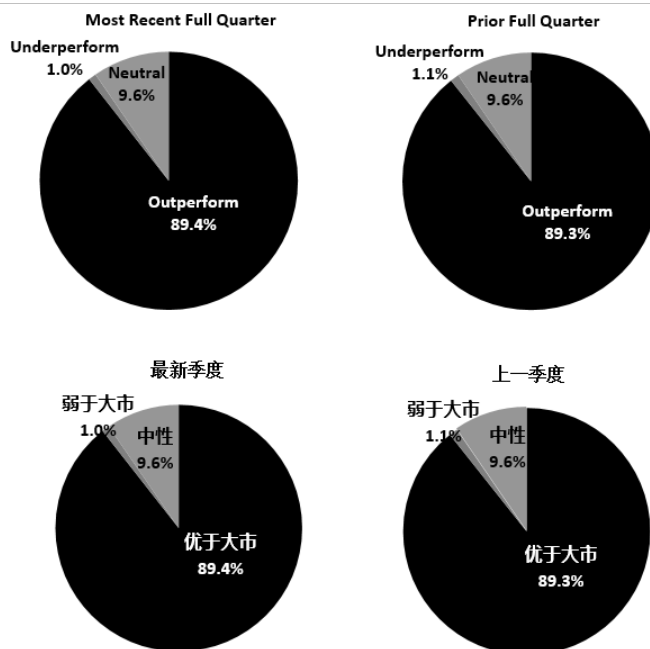 Most Recent Full Quarter
Underperform
1.0%
Neutral
9.6%
Outperform
89.4%
Prior Full Quarter
Underperform
1.1%
Neutral
9.6%
Outperform
89.3%
最新季度
弱于大市
1.0%
中性
9.6%
优于大市
89.4%
上一季度
弱于大市
1.1%
中性
9.6%
优于大市
89.3%